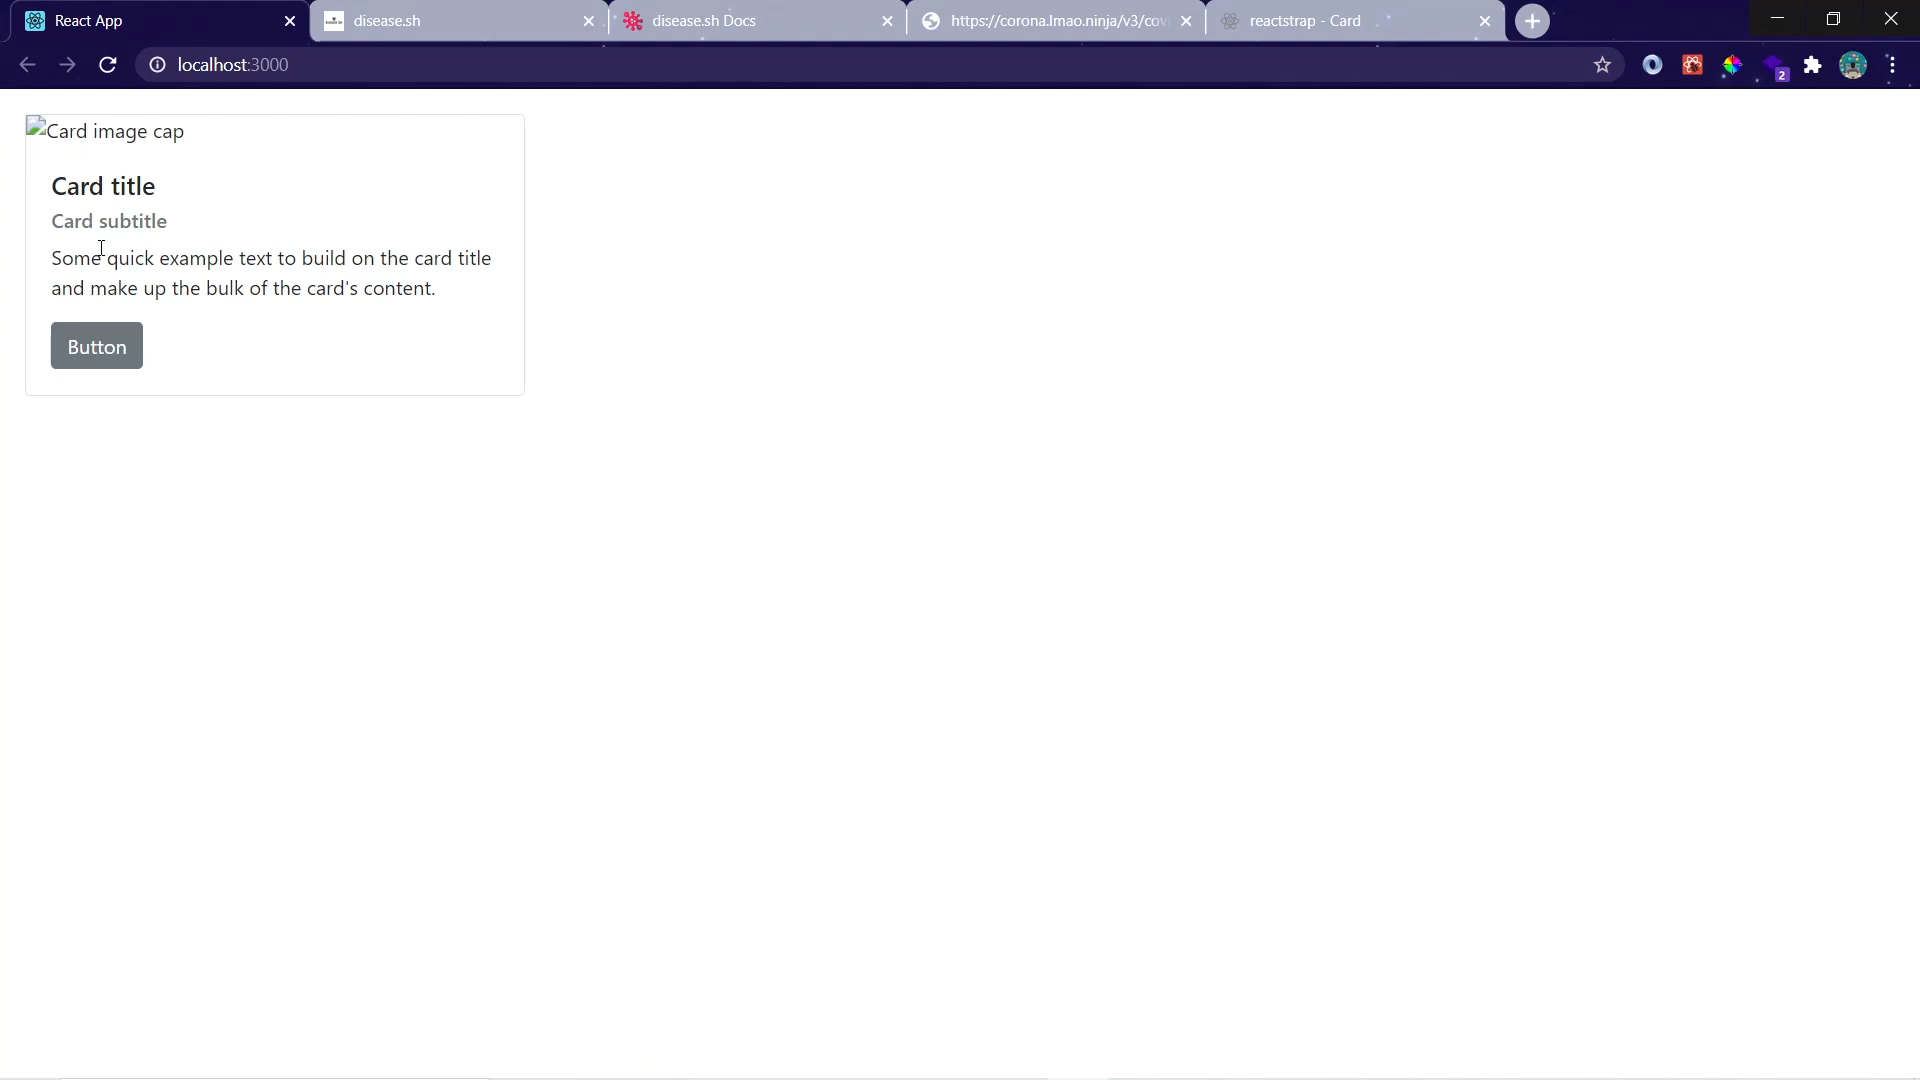 React App
disease.sh
disease.sh Docs
https://corona.lmao.ninja/v3/cov
reactstrap - Card
localhost:3000
2
Card image cap
Card title
Card subtitle
Some quick example text to build on the card title
and make up the bulk of the card's content.
Button